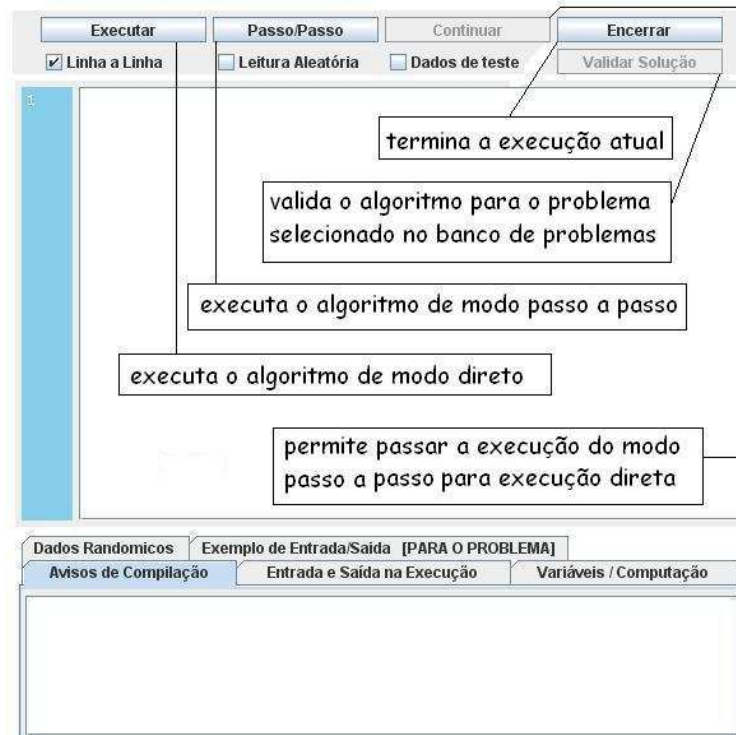 Executar Passo/Passo Continuar Encerrar
Linha a Linha Leitura Aleatória Dados de teste Validar Solução
1
termina a execução atual
valida o algoritmo para o problema
selecionado no banco de problemas
executa o algoritmo de modo passo a passo
executa o algoritmo de modo direto
permite passar a execução do modo
passo a passo para execução direta
Dados Randomicos Exemplo de Entrada/Saida [PARA O PROBLEMA]
Avisos de Compilação Entrada e Saída na Execução Variáveis / Computação